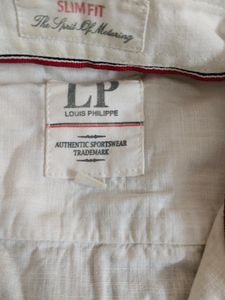 SLIM FIT
The Spirit Of Motoring
LP
LOUIS PHILIPPE
AUTHENTIC SPORTSWEAR
TRADEMARK